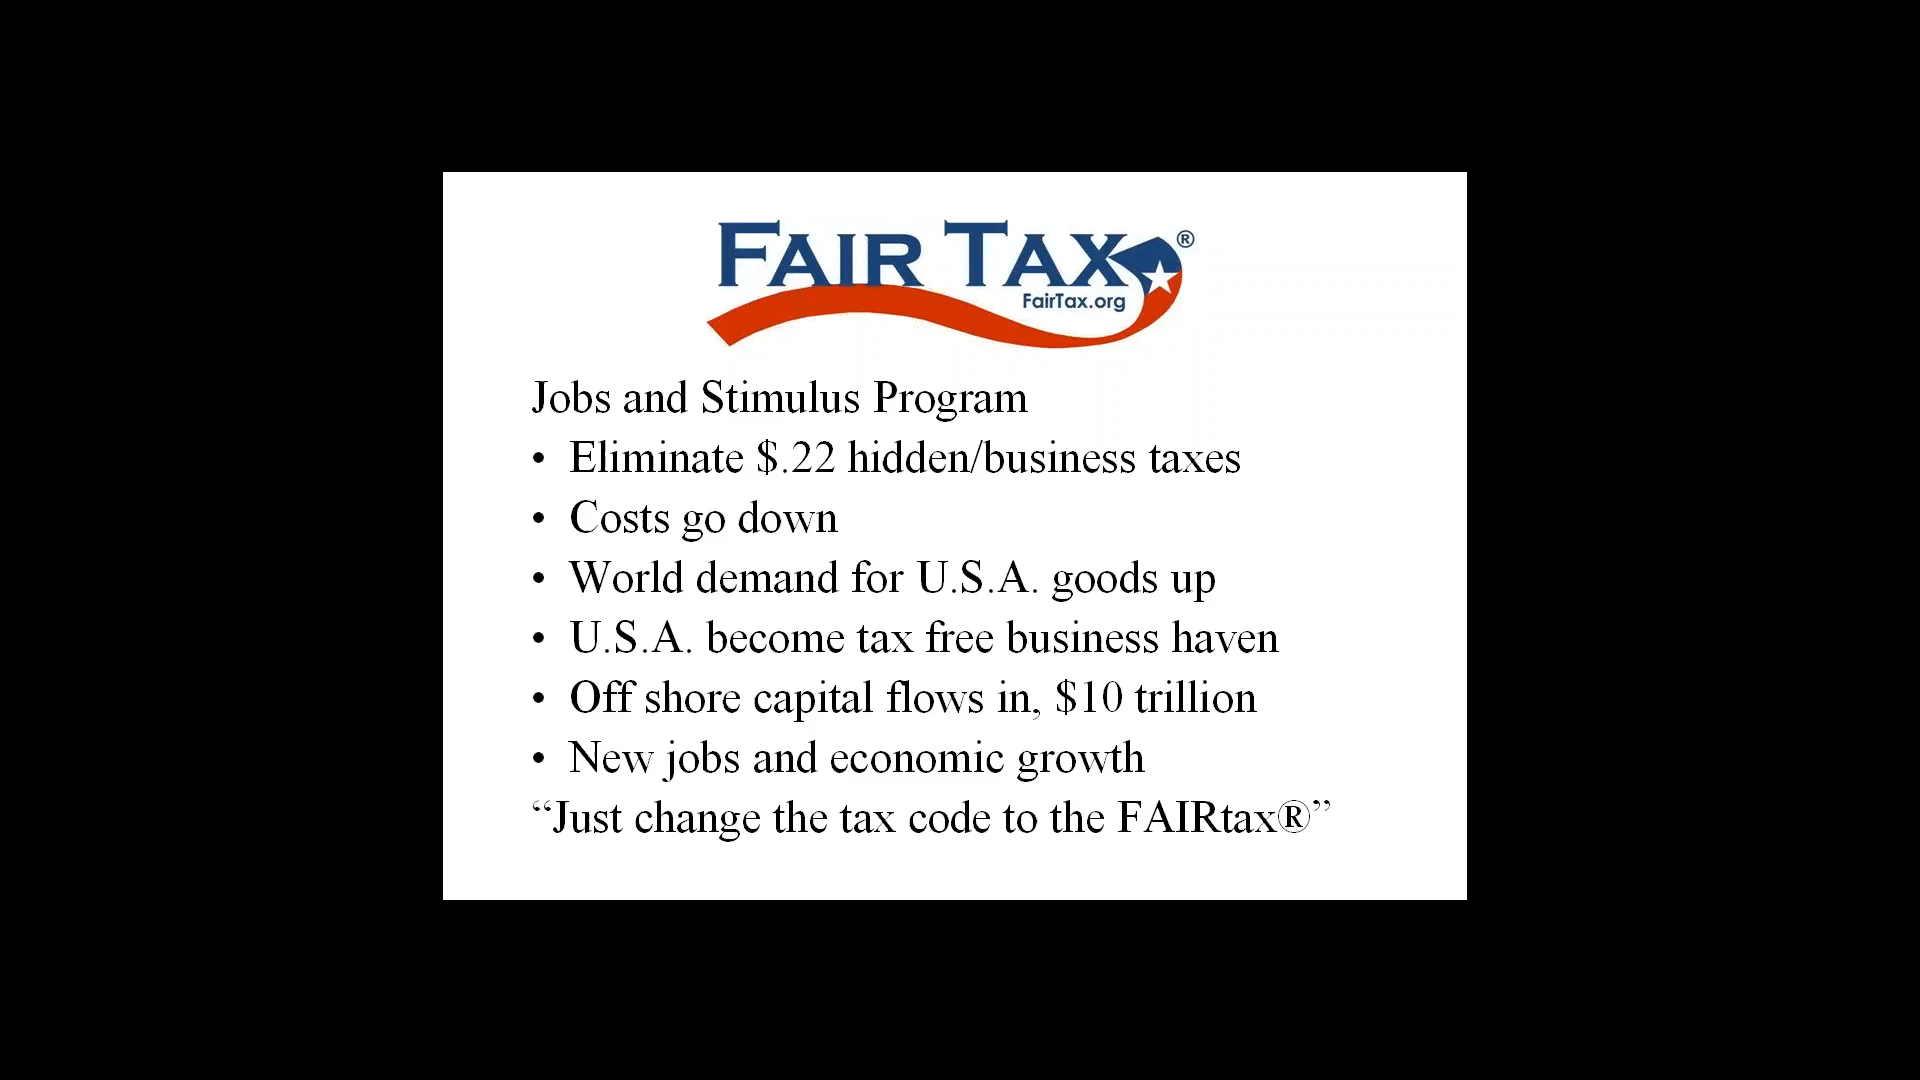 FAIR TAX®
FairTax.org
Jobs and Stimulus Program
• Eliminate $.22 hidden/business taxes
• Costs go down
• World demand for U.S.A. goods up
• U.S.A. become tax free business haven
• Off shore capital flows in, $10 trillion
• New jobs and economic growth
“Just change the tax code to the FAIRtax®”